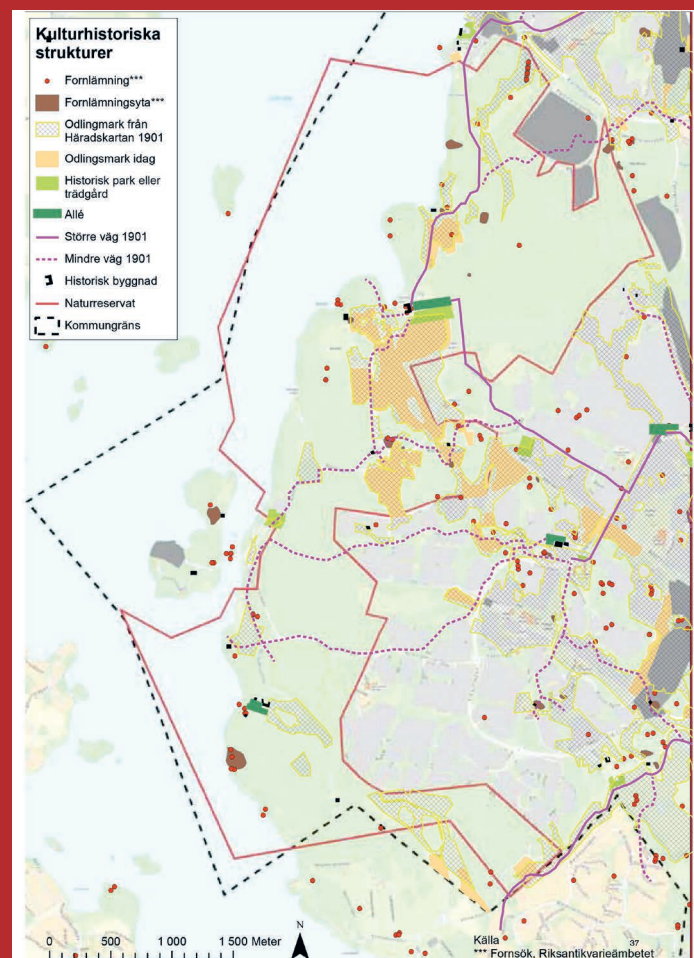 Kulturhistoriska
strukturer
Fornlämning***
Fornlämningsyta***
Odlingmark från
Häradskartan 1901
Odlingsmark idag
Historisk park eller
trädgård
Allé
Större väg 1901
Mindre väg 1901
Historisk byggnad
Naturreservat
Kommungräns
0 500 1 000 1 500 Meter
N
Källa
37
*** Fornsök, Riksantikvarieämbetet